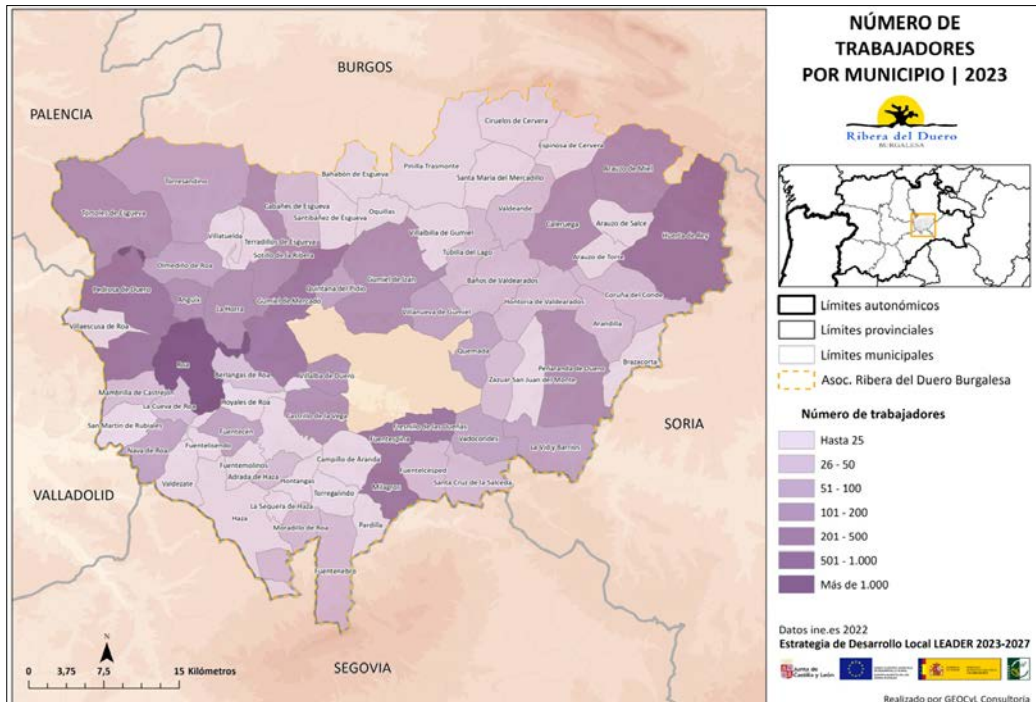 NÚMERO DE
TRABAJADORES
POR MUNICIPIO | 2023
Ribera del Duero
BURGALESA
BURGOS
PALENCIA
Ciruelos de Cervera
Espinosa de Cervera
Pinilla Trasmonte
Bahabón de Esgueva
Santa María del Mercadillo
Arauzo de Miel
Torresandino
Cabañes de Esgueva
Oquillas
Valdeande
Tórtoles de Esgueva
Santibáñez de Esgueva
Villatuelda
Villalbilla de Gumiel
Caleruega
Arauzo de Salce
Terradillos de Esgueva
Huerta de Rey
Sotillo de la Ribera
Tubilla del Lago
Arauzo de Torre
Olmedillo de Roa
Gumiel de Izán
Baños de Valdearados
Pedrosa de Duero
Quintana del Pidio
Anguix
Gumiel de Mercado
Hontoria de Valdearados
Coruña del Conde
La Horra
Villanueva de Gumiel
Villaescusa de Roa
Arandilla
Quemada
Roa
Peñaranda de Duero
Brazacorta
Berlangas de Roa
Villalba de Duero
Zazuar
San Juan del Monte
Mambrilla de Castrejón
La Cueva de Roa
Hoyales de Roa
Castrillo de la Vega
San Martín de Rubiales
Fresnillo de las Dueñas
SORIA
Fuentecén
Fuentespina
Vadocondes
Nava de Roa
Fuentelisendo
La Vid y Barrios
Fuentemolinos
Campillo de Aranda
Fuentelcésped
Adrada de Haza
Valdezate
Hontangas
Milagros
Santa Cruz de la Salceda
VALLADOLID
Torregalindo
La Sequera de Haza
Haza
Moradillo de Roa
Pardilla
Fuentenebro
SEGOVIA
N
0 3,75 7,5 15 Kilómetros
Límites autonómicos
Límites provinciales
Límites municipales
Asoc. Ribera del Duero Burgalesa
Número de trabajadores
Hasta 25
26 - 50
51 - 100
101 - 200
201 - 500
501 - 1.000
Más de 1.000
Datos ine.es 2022
Estrategia de Desarrollo Local LEADER 2023-2027
Junta de
Castilla y León
Realizado por GEOCyL Consultoría